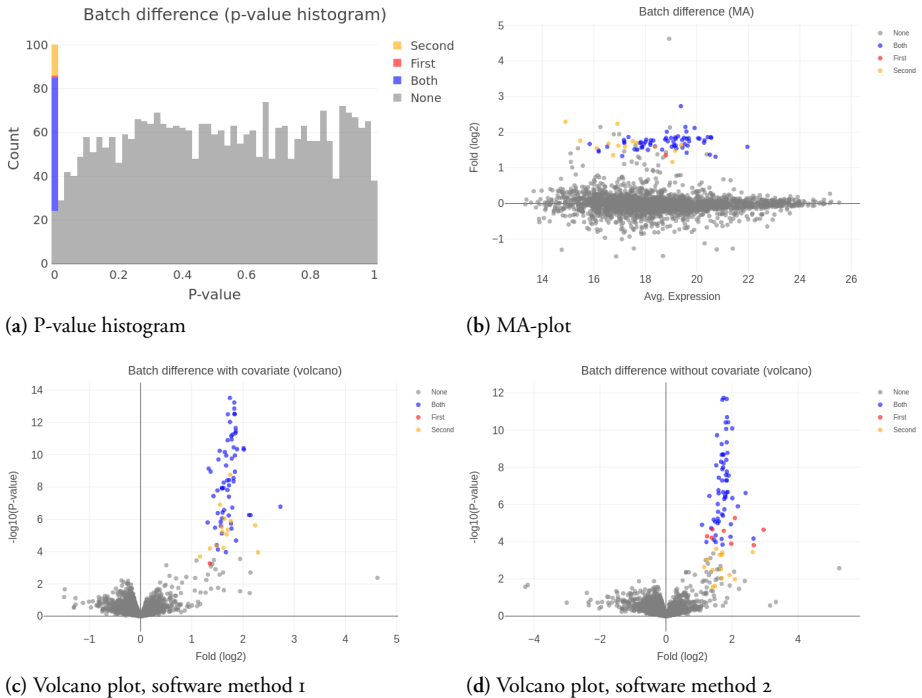 Batch difference (p-value histogram)
100
80
60
40
20
0
Count
0
0.2
0.4
0.6
0.8
1
P-value
Second
First
Both
None
(a) P-value histogram
Batch difference (MA)
5
4
3
2
1
0
−1
Fold (log2)
14
16
18
20
22
24
26
Avg. Expression
None
Both
First
Second
(b) MA-plot
Batch difference with covariate (volcano)
14
12
10
8
6
4
2
0
-log10(P-value)
−1
0
1
2
3
4
5
Fold (log2)
None
Both
First
Second
(c) Volcano plot, software method 1
Batch difference without covariate (volcano)
12
10
8
6
4
2
0
-log10(P-value)
−4
−2
0
2
4
Fold (log2)
None
Both
First
Second
(d) Volcano plot, software method 2